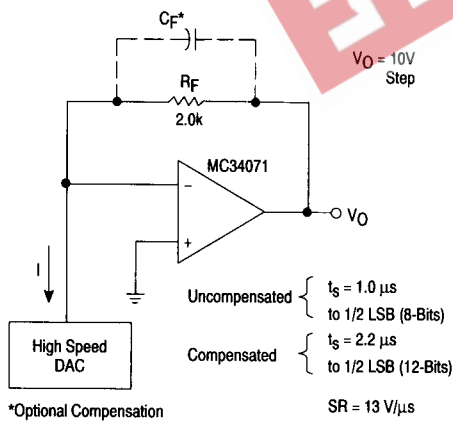 CF*
VO = 10V
Step
RF
2.0k
MC34071
−
+
VO
I
High Speed
DAC
Uncompensated { ts = 1.0 µs
to 1/2 LSB (8-Bits)
Compensated { ts = 2.2 µs
to 1/2 LSB (12-Bits)
*Optional Compensation
SR = 13 V/µs